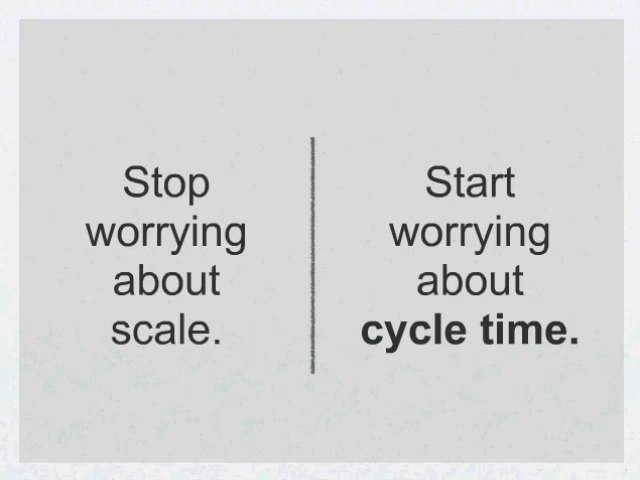 Stop
worrying
about
scale.
Start
worrying
about
cycle time.